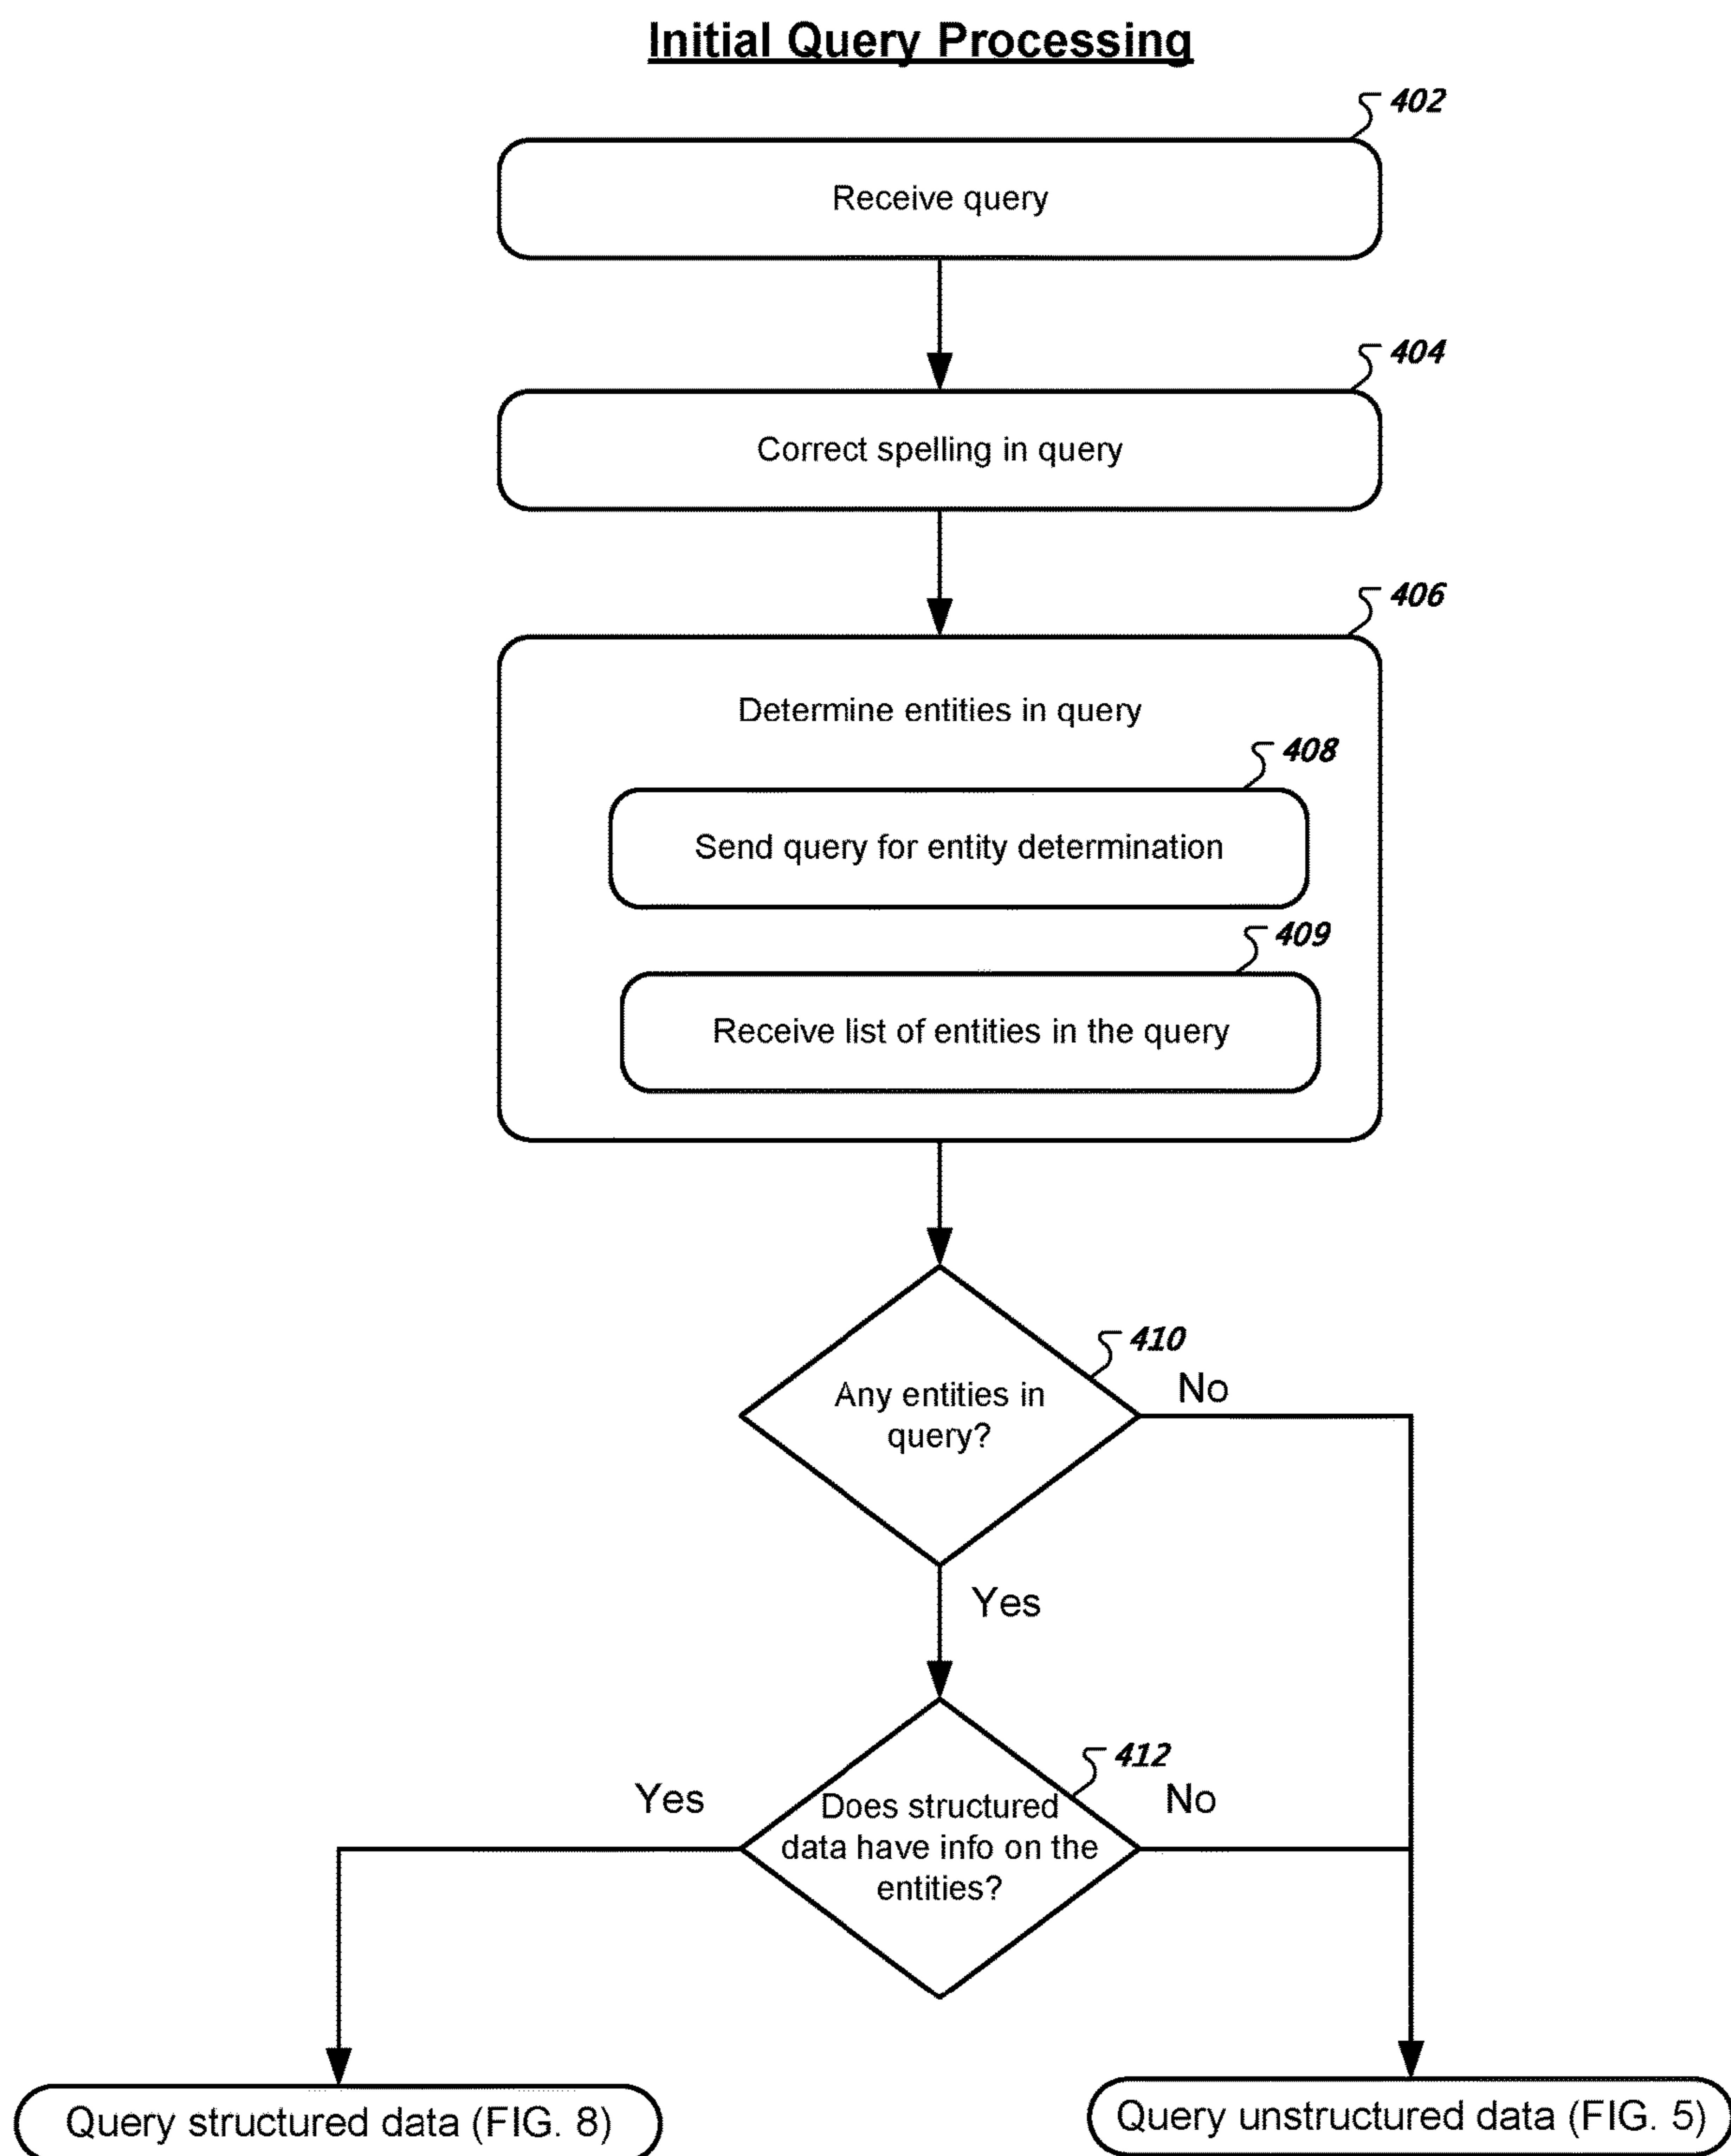 Initial Query Processing
402
Receive query
404
Correct spelling in query
406
Determine entities in query
408
Send query for entity determination
409
Receive list of entities in the query
410
No
Any entities in
query?
Yes
412
Yes
No
Does structured
data have info on the
entities?
Query structured data (FIG. 8)
Query unstructured data (FIG. 5)